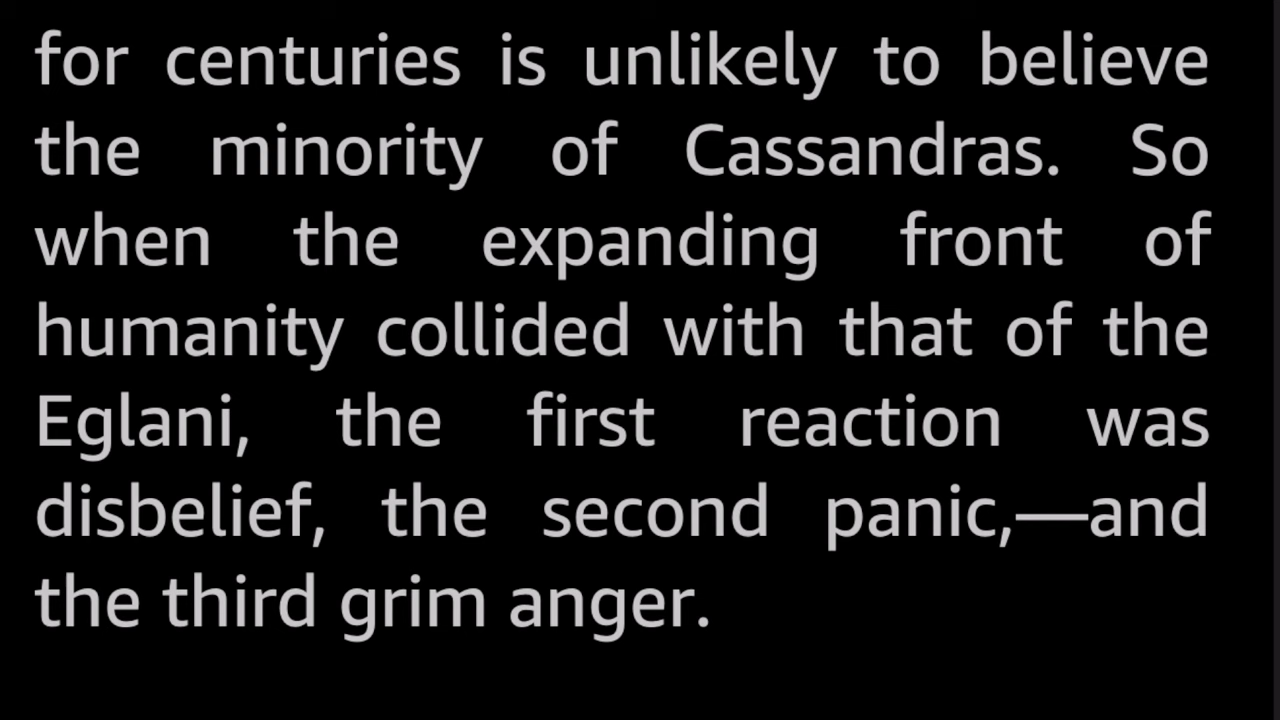 for centuries is unlikely to believe
the minority of Cassandras. So
when the expanding front of
humanity collided with that of the
Eglani, the first reaction was
disbelief, the second panic,—and
the third grim anger.